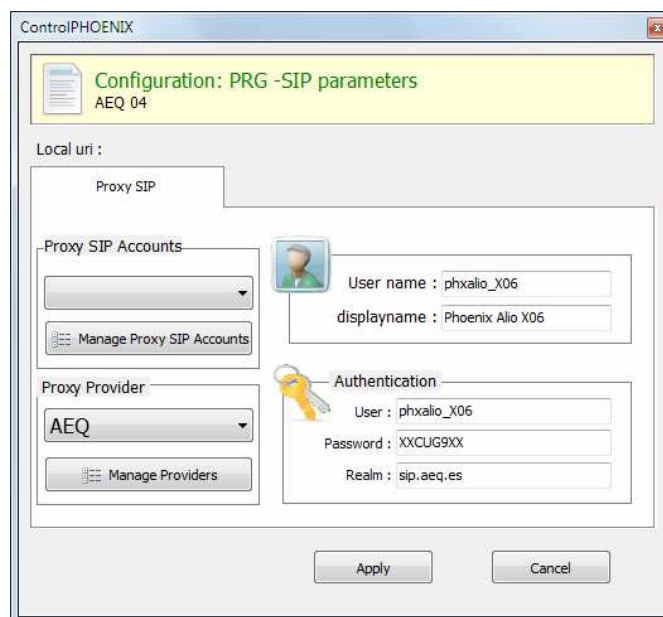 ControlPHOENIX
Configuration: PRG -SIP parameters
AEQ 04
Local uri :
Proxy SIP
Proxy SIP Accounts
Manage Proxy SIP Accounts
Proxy Provider
AEQ
Manage Providers
User name : phxalio_X06
displayname : Phoenix Alio X06
Authentication
User : phxalio_X06
Password : XXCUG9XX
Realm : sip.aeq.es
Apply
Cancel